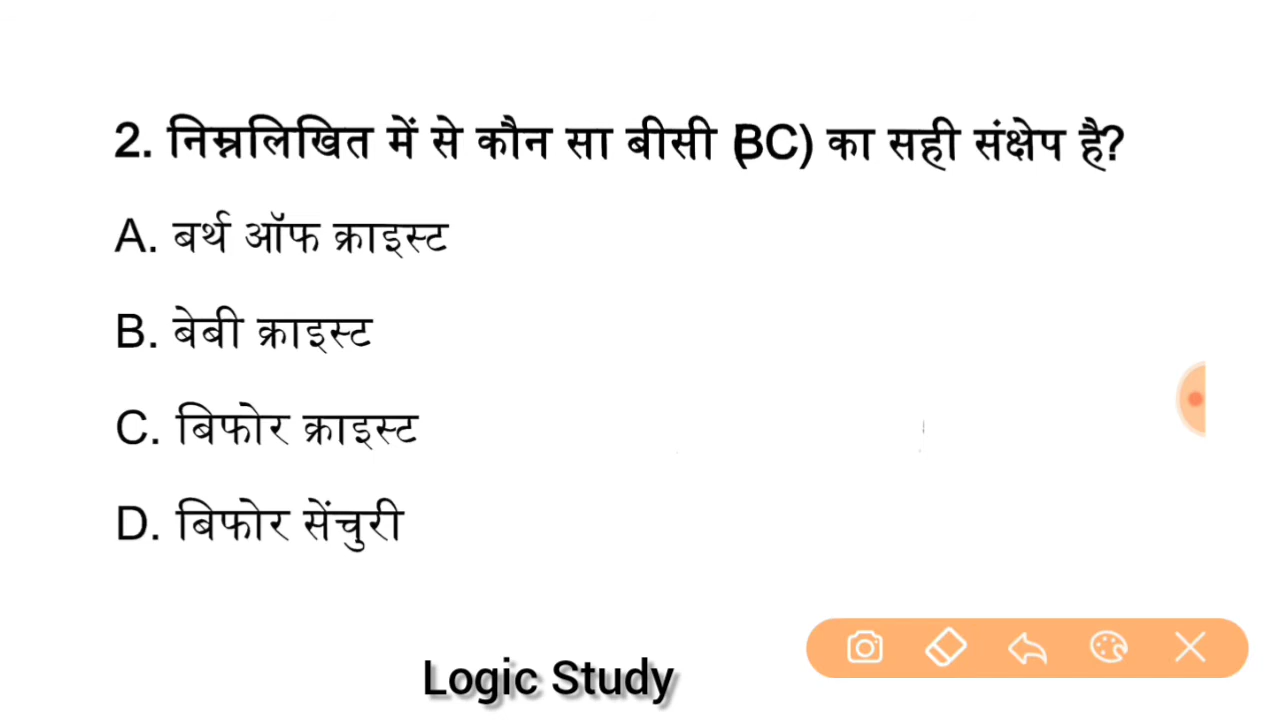 2. निम्नलिखित में से कौन सा बीसी (BC) का सही संक्षेप है?
A. बर्थ ऑफ क्राइस्ट
B. बेबी क्राइस्ट
C. बिफोर क्राइस्ट
D. बिफोर सेंचुरी
Logic Study